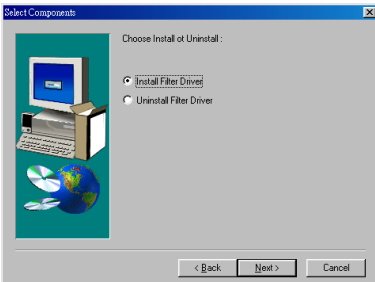 Select Components
Choose Install ot Uninstall :
Install Filter Driver
Uninstall Filter Driver
< Back
Next >
Cancel